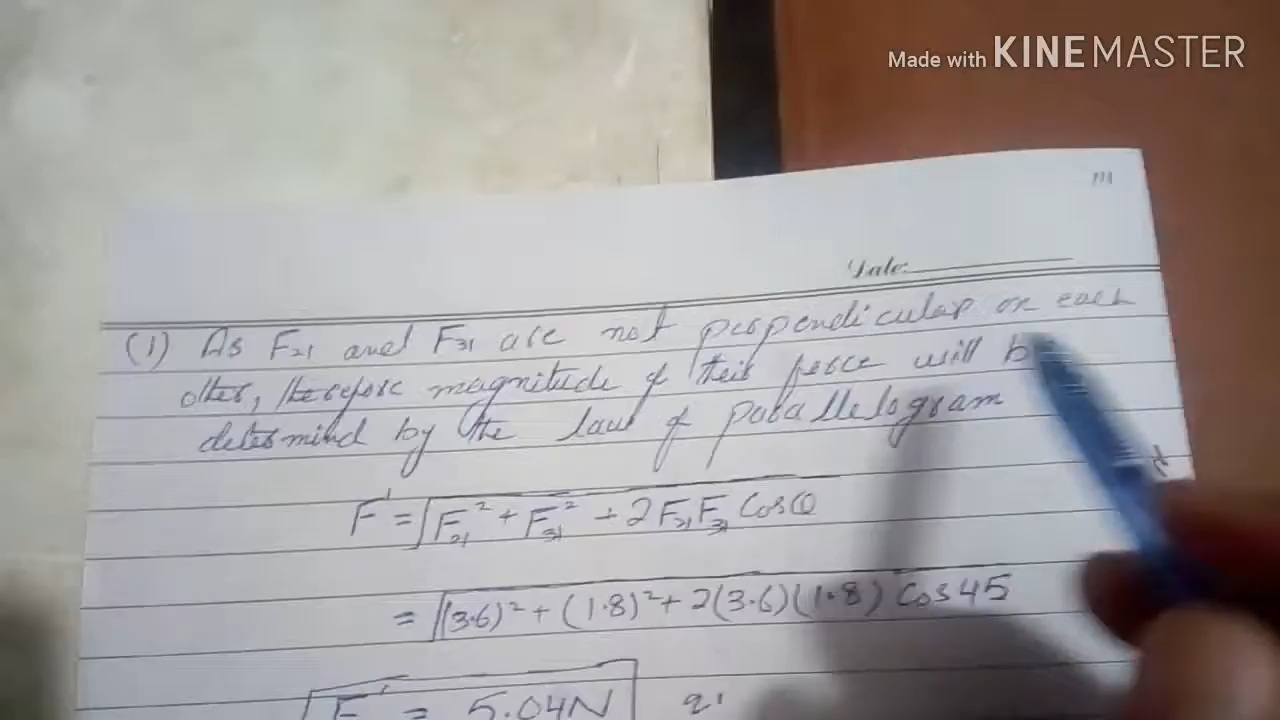 Made with KINEMASTER
Date:
(1) As F21 and F31 are not perpendicular on each
other, therefore magnitude of their force will be
determind by the law of parallelogram
F' = √F21² + F31² + 2F21F31 Cosθ
= √(3.6)² + (1.8)² + 2(3.6)(1.8) Cos45
F' = 5.04N